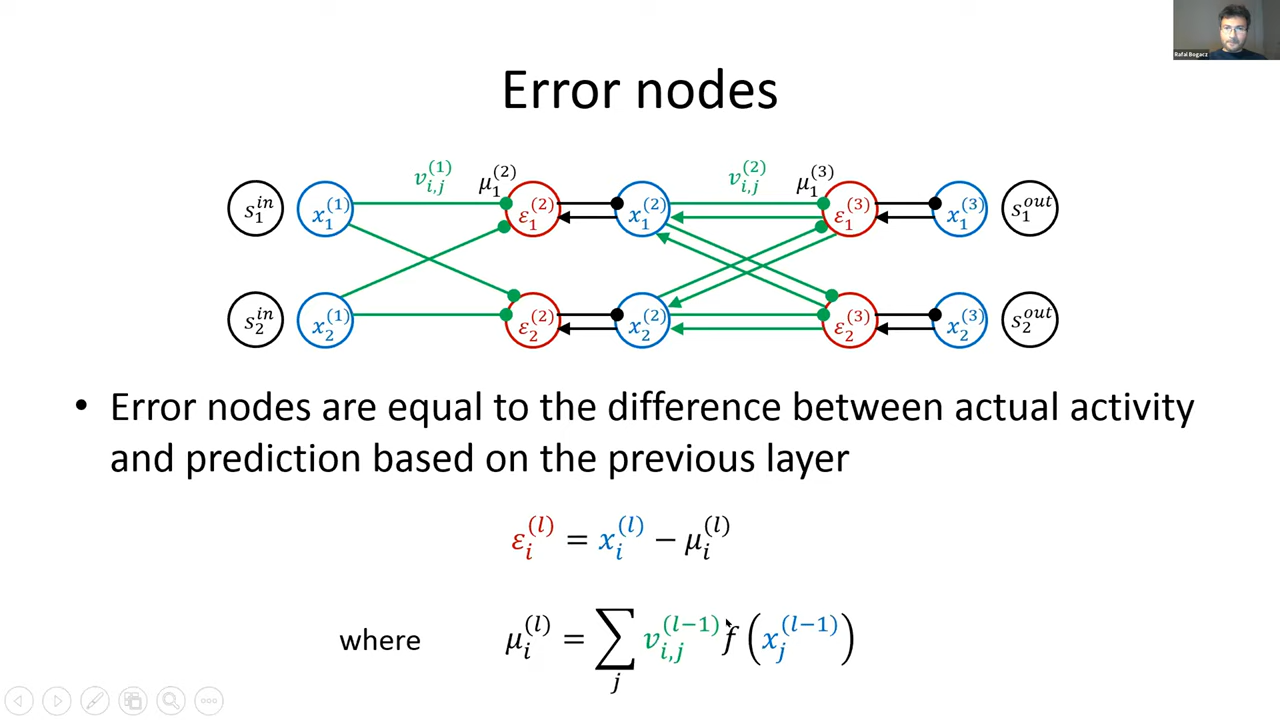 Rafal Bogacz
Error nodes
v_{i,j}^{(1)} μ_1^{(2)} v_{i,j}^{(2)} μ_1^{(3)}
s_1^{in} x_1^{(1)} ε_1^{(2)} x_1^{(2)} ε_1^{(3)} x_1^{(3)} s_1^{out}
s_2^{in} x_2^{(1)} ε_2^{(2)} x_2^{(2)} ε_2^{(3)} x_2^{(3)} s_2^{out}
• Error nodes are equal to the difference between actual activity
and prediction based on the previous layer
ε_i^{(l)} = x_i^{(l)} − μ_i^{(l)}
where μ_i^{(l)} = ∑_j v_{i,j}^{(l−1)} f(x_j^{(l−1)})